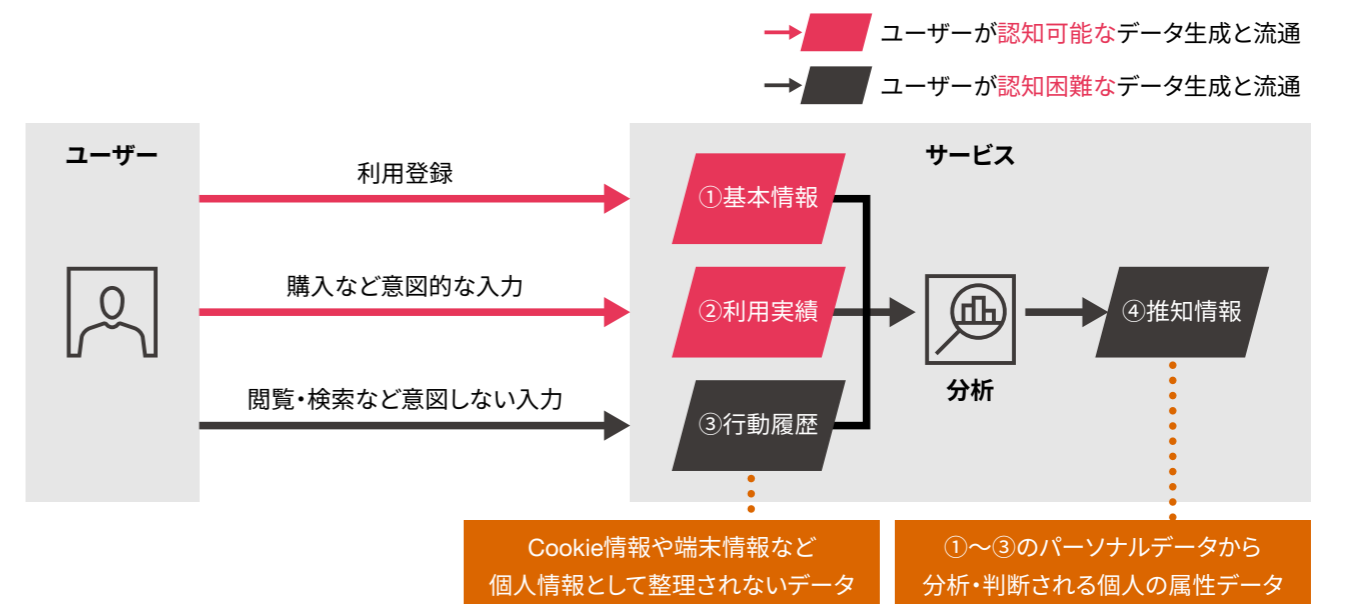 ユーザーが認知可能なデータ生成と流通
ユーザーが認知困難なデータ生成と流通
ユーザー
サービス
利用登録
①基本情報
購入など意図的な入力
②利用実績
④推知情報
分析
閲覧・検索など意図しない入力
③行動履歴
Cookie情報や端末情報など
個人情報として整理されないデータ
①～③のパーソナルデータから
分析・判断される個人の属性データ